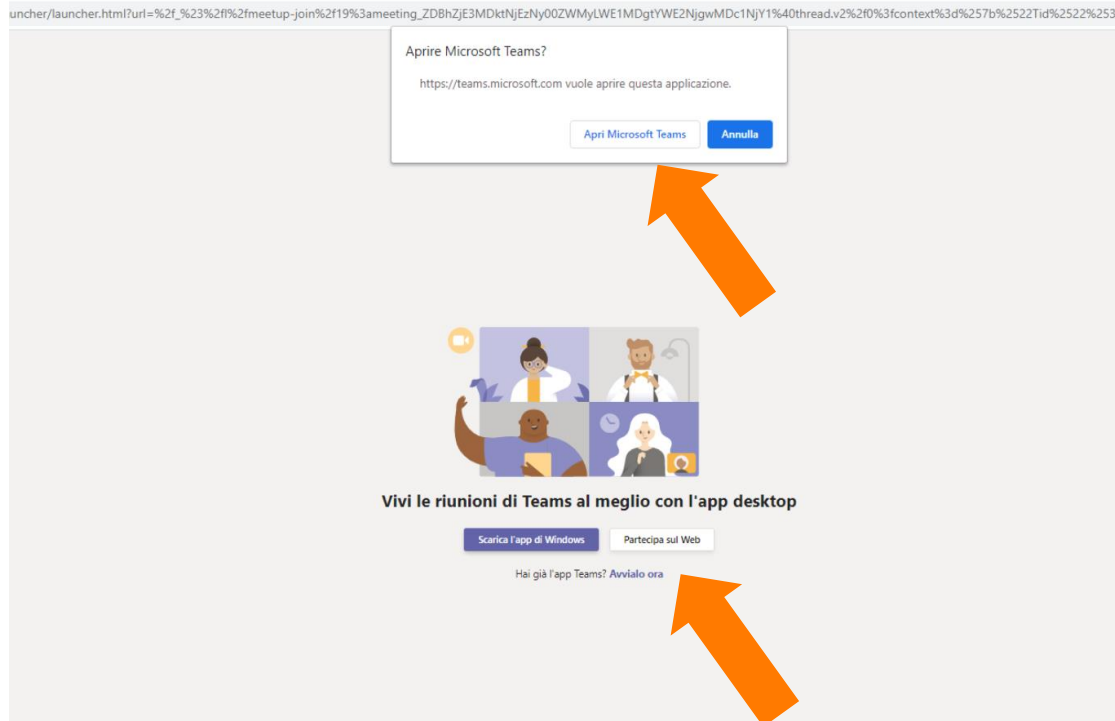 uncher/launcher.html?url=%2f_%23%2fl%2fmeetup-join%2f19%3ameeting_ZDBhZjE3MDktNjEzNy00ZWMyLWE1MDgtYWE2NjgwMDc1NjY1%40thread.v2%2f0%3fcontext%3d%257b%2522Tid%2522%253
Aprire Microsoft Teams?
https://teams.microsoft.com vuole aprire questa applicazione.
Apri Microsoft Teams Annulla
Vivi le riunioni di Teams al meglio con l'app desktop
Scarica l'app di Windows Partecipa sul Web
Hai già l'app Teams? Avvialo ora